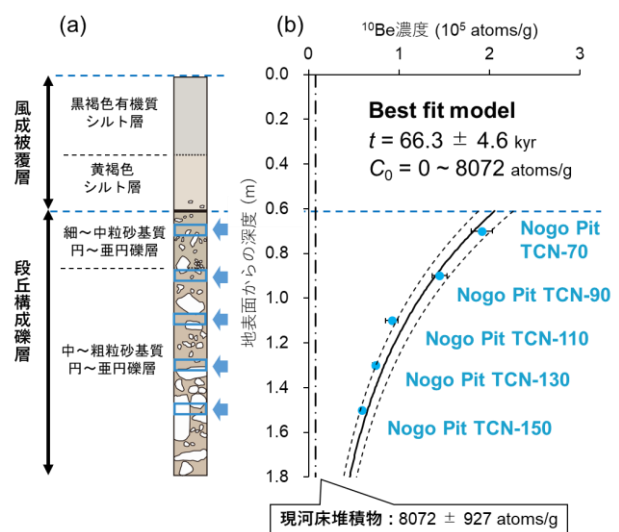 (a)
風成被覆層
段丘構成礫層
黒褐色有機質
シルト層
黄褐色
シルト層
細～中粒砂基質
円～亜円礫層
中～粗粒砂基質
円～亜円礫層
(b)
¹⁰Be濃度 (10⁵ atoms/g)
0 1 2 3
地表面からの深度 (m)
0.0
0.2
0.4
0.6
0.8
1.0
1.2
1.4
1.6
1.8
Best fit model
t = 66.3 ± 4.6 kyr
C₀ = 0 ~ 8072 atoms/g
Nogo Pit
TCN-70
Nogo Pit TCN-90
Nogo Pit TCN-110
Nogo Pit TCN-130
Nogo Pit TCN-150
現河床堆積物：8072 ± 927 atoms/g